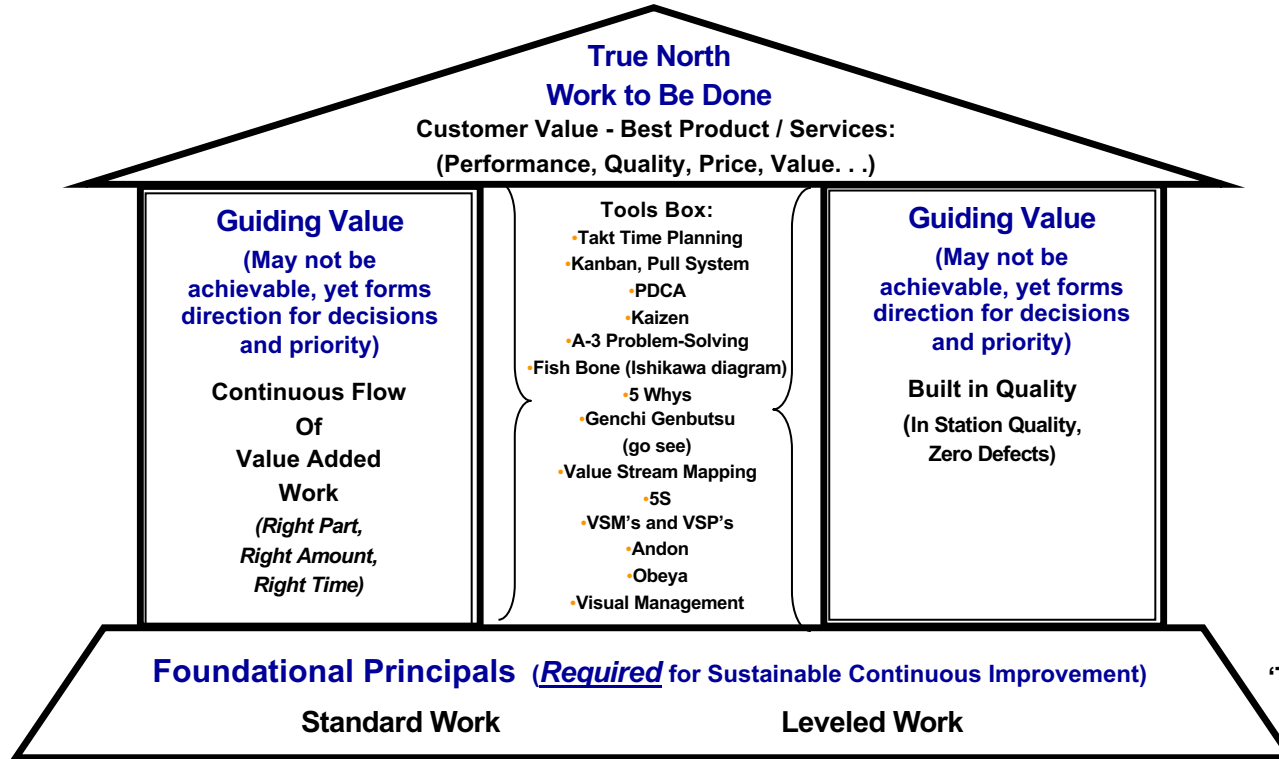 True North
Work to Be Done
Customer Value - Best Product / Services:
(Performance, Quality, Price, Value. . .)
Guiding Value
(May not be
achievable, yet forms
direction for decisions
and priority)
Continuous Flow
Of
Value Added
Work
(Right Part,
Right Amount,
Right Time)
Tools Box:
•Takt Time Planning
•Kanban, Pull System
•PDCA
•Kaizen
•A-3 Problem-Solving
•Fish Bone (Ishikawa diagram)
•5 Whys
•Genchi Genbutsu
(go see)
•Value Stream Mapping
•5S
•VSM's and VSP's
•Andon
•Obeya
•Visual Management
Guiding Value
(May not be
achievable, yet forms
direction for decisions
and priority)
Built in Quality
(In Station Quality,
Zero Defects)
Foundational Principals (Required for Sustainable Continuous Improvement)
Standard Work Leveled Work